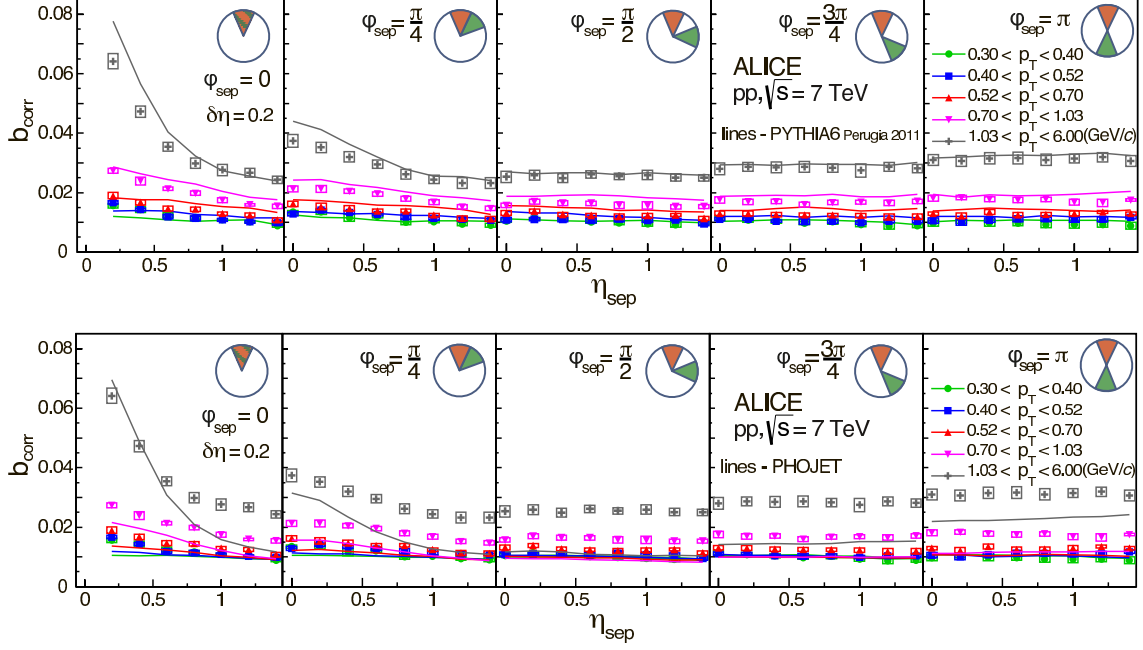 0.08
0.06
0.04
0.02
0
b_corr
φ_sep = 0
δη = 0.2
φ_sep = π/4
φ_sep = π/2
φ_sep = 3π/4
ALICE
pp, √s = 7 TeV
lines - PYTHIA6 Perugia 2011
φ_sep = π
0.30 < p_T < 0.40
0.40 < p_T < 0.52
0.52 < p_T < 0.70
0.70 < p_T < 1.03
1.03 < p_T < 6.00(GeV/c)
0 0.5 1 0 0.5 1 0 0.5 1 0 0.5 1 0 0.5 1
η_sep
0.08
0.06
0.04
0.02
0
b_corr
φ_sep = 0
δη = 0.2
φ_sep = π/4
φ_sep = π/2
φ_sep = 3π/4
ALICE
pp, √s = 7 TeV
lines - PHOJET
φ_sep = π
0.30 < p_T < 0.40
0.40 < p_T < 0.52
0.52 < p_T < 0.70
0.70 < p_T < 1.03
1.03 < p_T < 6.00(GeV/c)
0 0.5 1 0 0.5 1 0 0.5 1 0 0.5 1 0 0.5 1
η_sep